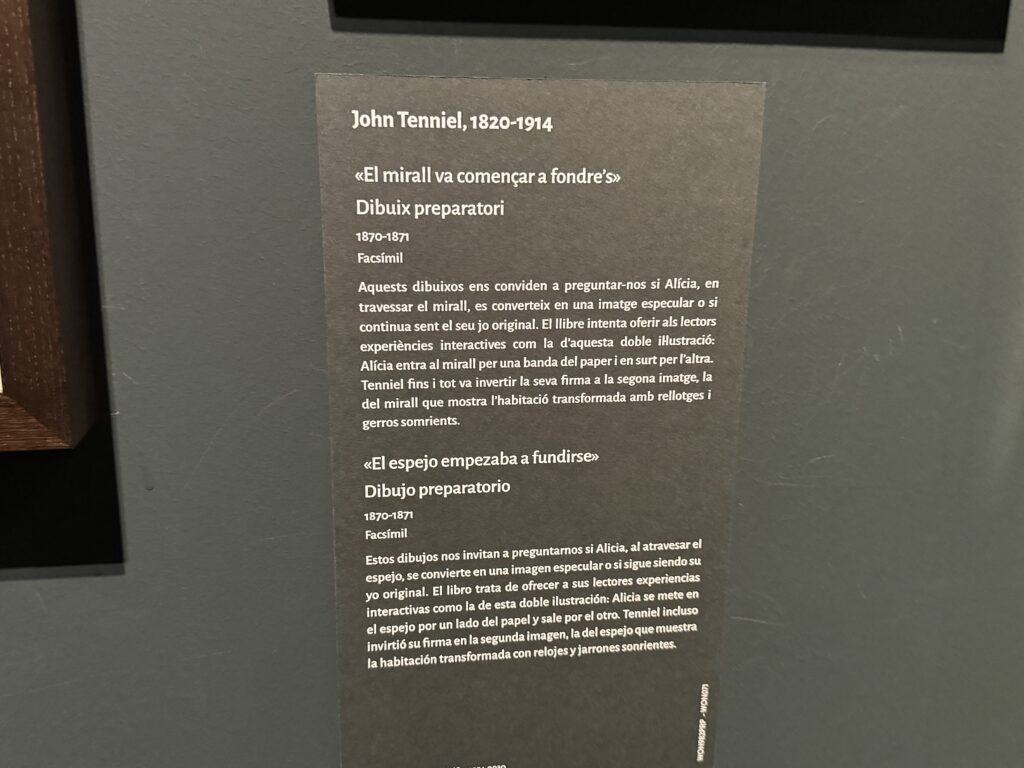 John Tenniel, 1820-1914
«El mirall va començar a fondre's»
Dibuix preparatori
1870-1871
Facsímil
Aquests dibuixos ens conviden a preguntar-nos si Alícia, en
travessar el mirall, es converteix en una imatge especular o si
continua sent el seu jo original. El llibre intenta oferir als lectors
experiències interactives com la d'aquesta doble il·lustració:
Alícia entra al mirall per una banda del paper i en surt per l'altra.
Tenniel fins i tot va invertir la seva firma a la segona imatge, la
del mirall que mostra l'habitació transformada amb rellotges i
gerros somrients.
«El espejo empezaba a fundirse»
Dibujo preparatorio
1870-1871
Facsímil
Estos dibujos nos invitan a preguntarnos si Alicia, al atravesar el
espejo, se convierte en una imagen especular o si sigue siendo su
yo original. El libro trata de ofrecer a sus lectores experiencias
interactivas como la de esta doble ilustración: Alicia se mete en
el espejo por un lado del papel y sale por el otro. Tenniel incluso
invirtió su firma en la segunda imagen, la del espejo que muestra
la habitación transformada con relojes y jarrones sonrientes.